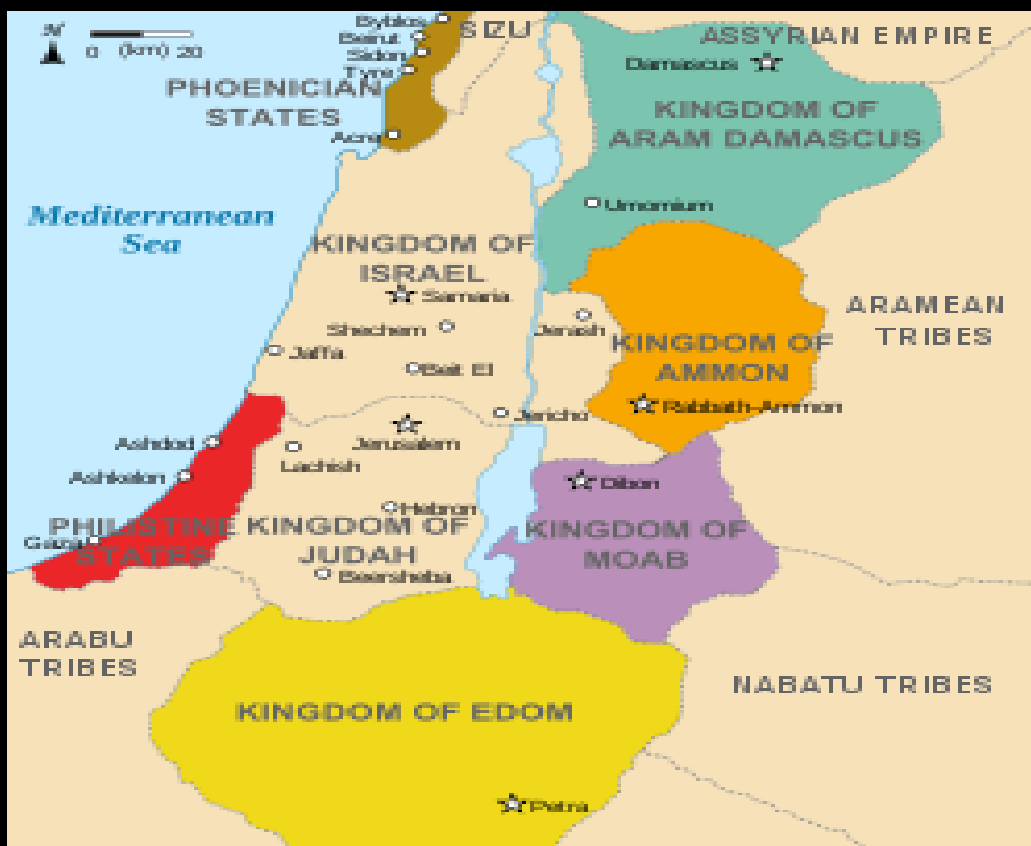 Byblos
SIZU
N
Beirut
ASSYRIAN EMPIRE
0 (km) 20
Sidon
Damascus
Tyre
PHOENICIAN
STATES
KINGDOM OF
ARAM DAMASCUS
Acre
Umomium
Mediterranean
Sea
KINGDOM OF
ISRAEL
Samaria
ARAMEAN
TRIBES
Shechem
Jerash
KINGDOM OF
AMMON
Jaffa
Beit El
Rabbath-Ammon
Jericho
Ashdod
Jerusalem
Lachish
Ashkelon
Dibon
Hebron
PHILISTINE
STATES
KINGDOM OF
JUDAH
KINGDOM OF
MOAB
Gaza
Beersheba
ARABU
TRIBES
NABATU TRIBES
KINGDOM OF EDOM
Petra